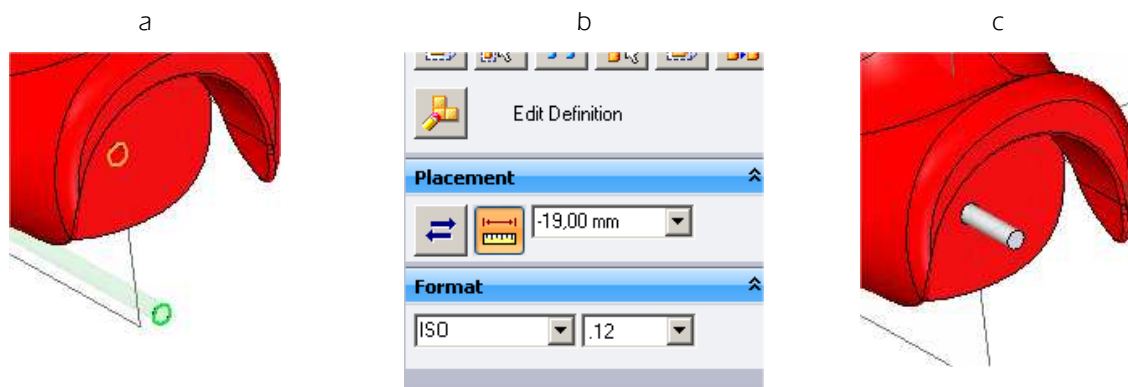 a
b
c
Edit Definition
Placement
-19,00 mm
Format
ISO
.12